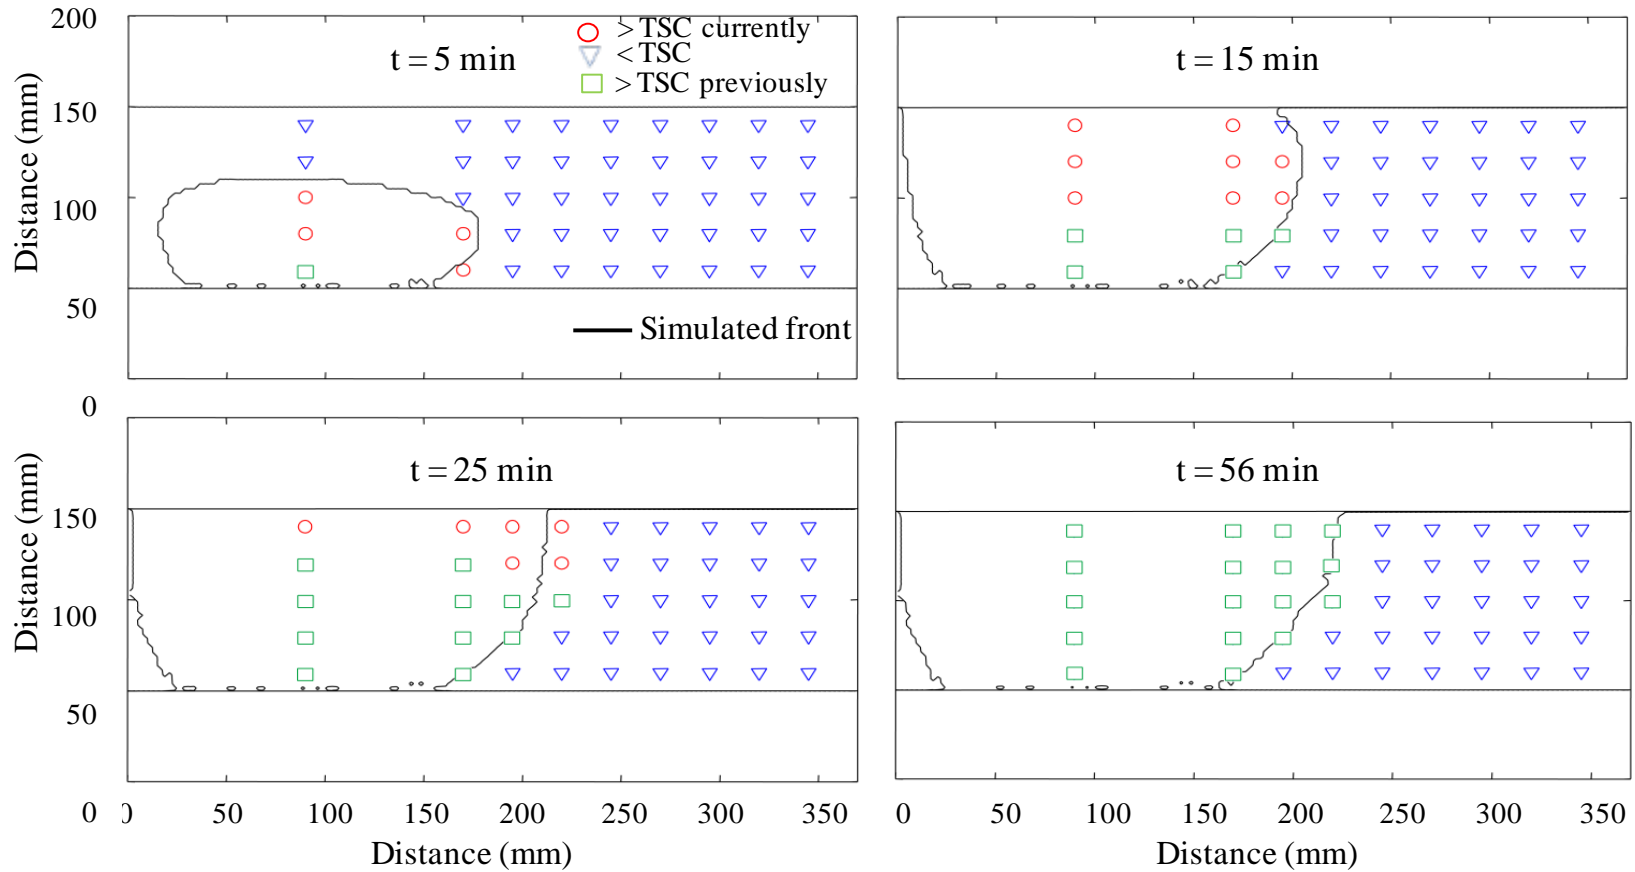 200
> TSC currently
t = 5 min
< TSC
> TSC previously
150
Distance (mm)
100
50
Simulated front
0
t = 15 min
t = 25 min
150
Distance (mm)
100
50
0
0 50 100 150 200 250 300 350
Distance (mm)
t = 56 min
0 50 100 150 200 250 300 350
Distance (mm)